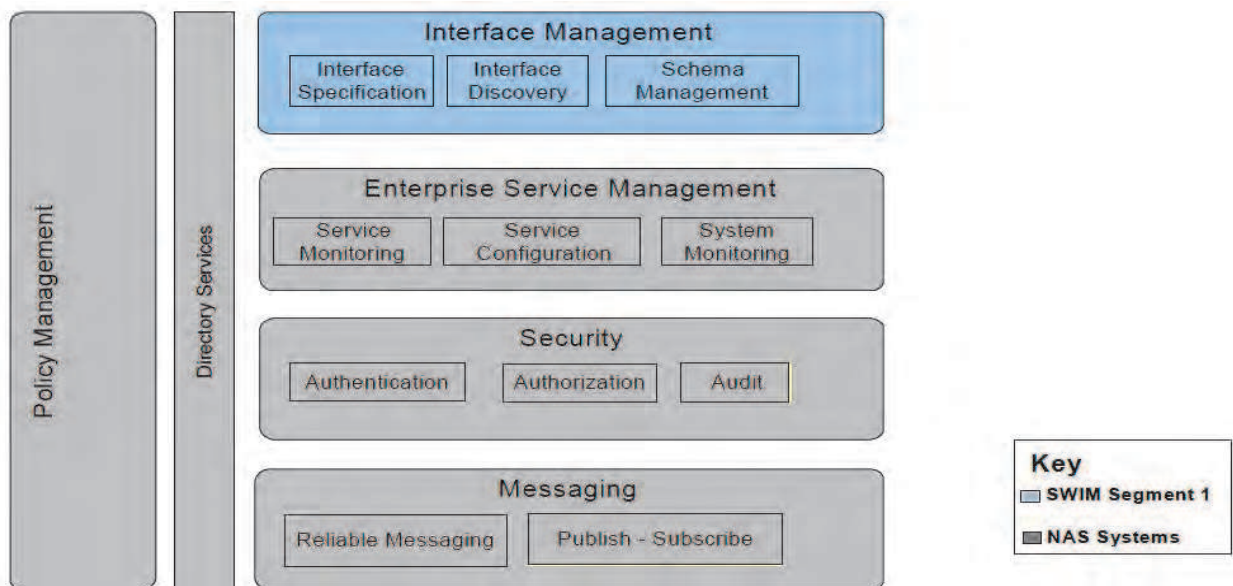 Policy Management
Directory Services
Interface Management
Interface
Specification
Interface
Discovery
Schema
Management
Enterprise Service Management
Service
Monitoring
Service
Configuration
System
Monitoring
Security
Authentication
Authorization
Audit
Messaging
Reliable Messaging
Publish - Subscribe
Key
SWIM Segment 1
NAS Systems